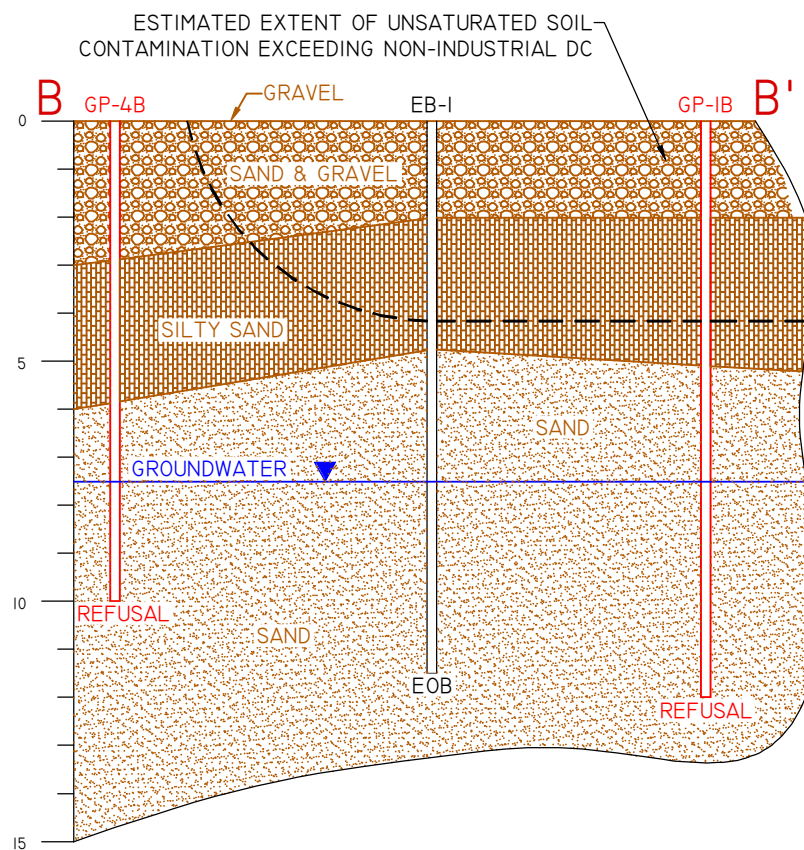 ESTIMATED EXTENT OF UNSATURATED SOIL
CONTAMINATION EXCEEDING NON-INDUSTRIAL DC
B
GP-4B
GRAVEL
EB-1
GP-1B
B'
0
SAND & GRAVEL
SILTY SAND
5
SAND
GROUNDWATER
10
REFUSAL
SAND
EOB
REFUSAL
15